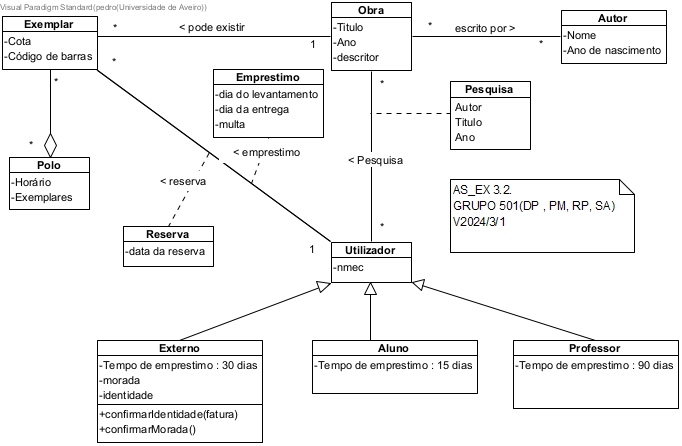 Visual Paradigm Standard(pedro(Universidade de Aveiro))
Exemplar
-Cota
-Código de barras
*
< pode existir
1
Obra
-Titulo
-Ano
-descritor
*
escrito por >
*
Autor
-Nome
-Ano de nascimento
*
*
Polo
-Horário
-Exemplares
*
Emprestimo
-dia do levantamento
-dia da entrega
-multa
*
Pesquisa
Autor
Titulo
Ano
< emprestimo
< Pesquisa
< reserva
Reserva
-data da reserva
AS_EX 3.2.
GRUPO 501(DP , PM, RP, SA)
V2024/3/1
1
*
Utilizador
-nmec
Externo
-Tempo de emprestimo : 30 dias
-morada
-identidade
+confirmarIdentidade(fatura)
+confirmarMorada()
Aluno
-Tempo de emprestimo : 15 dias
Professor
-Tempo de emprestimo : 90 dias